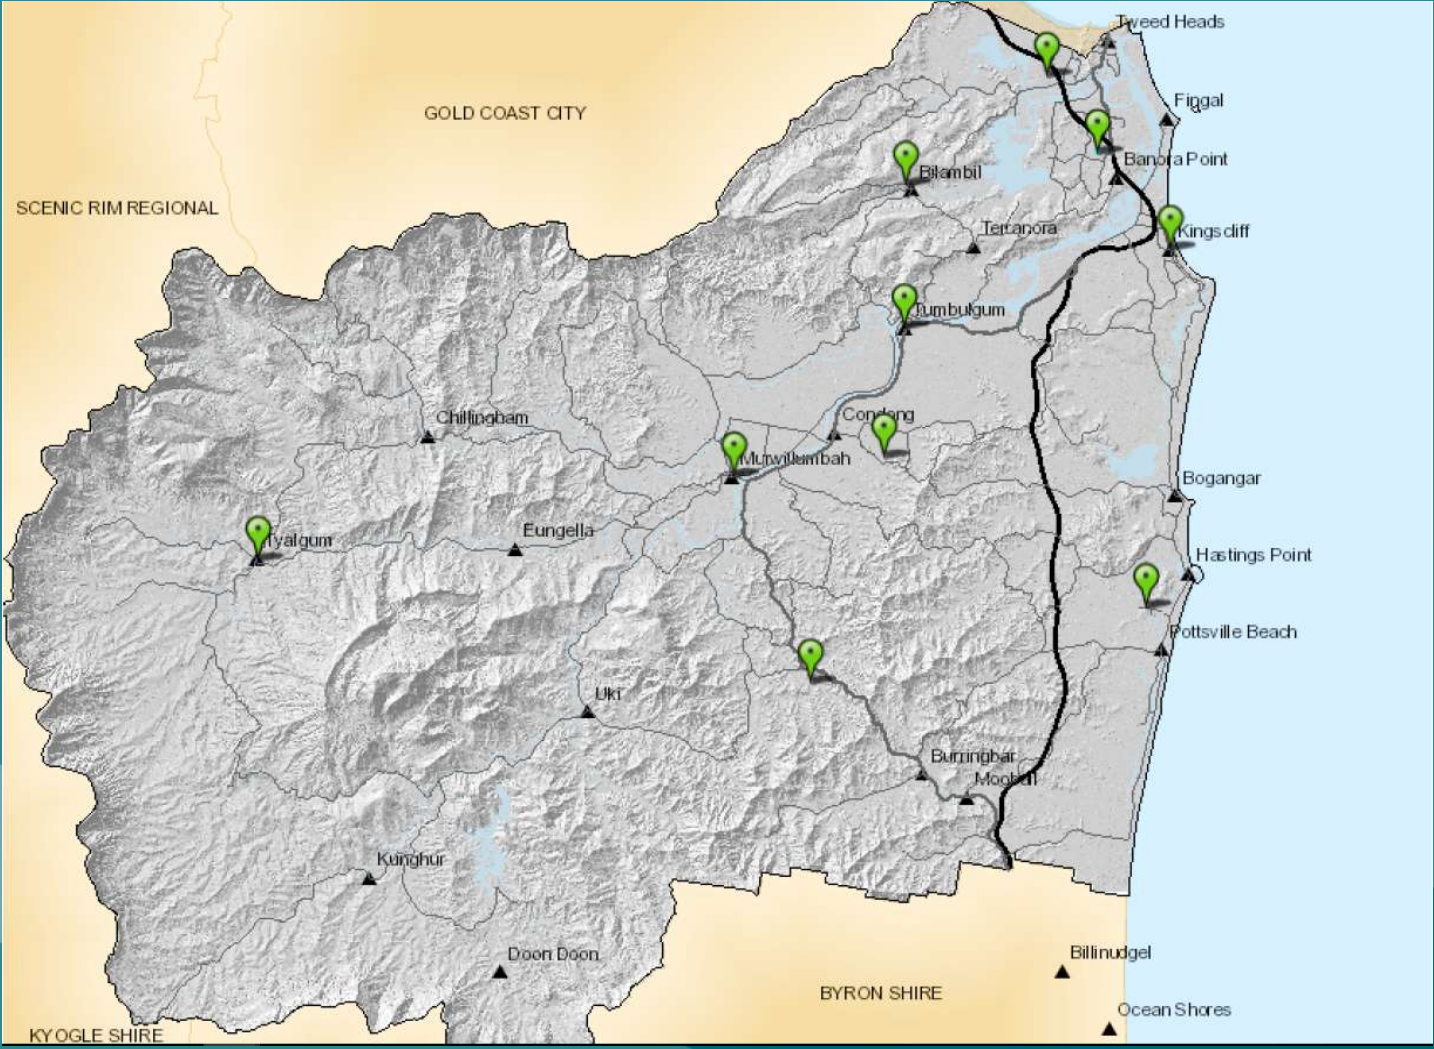 Tweed Heads
Fingal
GOLD COAST CITY
Banora Point
Bilambil
SCENIC RIM REGIONAL
Terranora
Kingscliff
Tumbulgum
Chillingham
Condong
Murwillumbah
Bogangar
Eungella
Tyalgum
Hastings Point
Pottsville Beach
Uki
Burringbar
Mooball
Kunghur
Doon Doon
Billinudgel
BYRON SHIRE
Ocean Shores
KYOGLE SHIRE